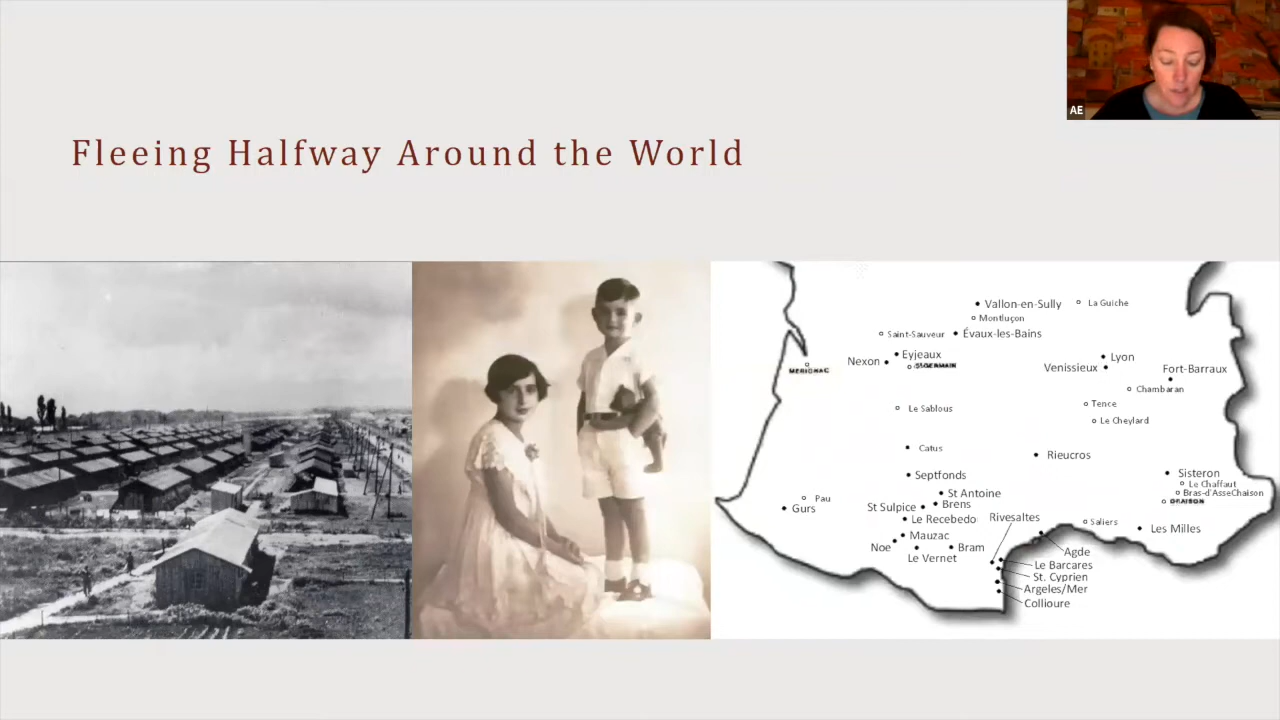 AE
Fleeing Halfway Around the World
Vallon-en-Sully
La Guiche
Montluçon
Saint-Sauveur
Évaux-les-Bains
Eyjeaux
Nexon
ST GERMAIN
MERIGNAC
Lyon
Venissieux
Fort-Barraux
Chambaran
Tence
Le Cheylard
Le Sablous
Catus
Rieucros
Septfonds
Sisteron
Le Chaffaut
Bras-d'AsseChaison
ORAISON
St Antoine
Pau
Gurs
St Sulpice
Brens
Rivesaltes
Le Recebedo
Saliers
Les Milles
Mauzac
Noe
Bram
Le Vernet
Agde
Le Barcares
St. Cyprien
Argeles/Mer
Collioure